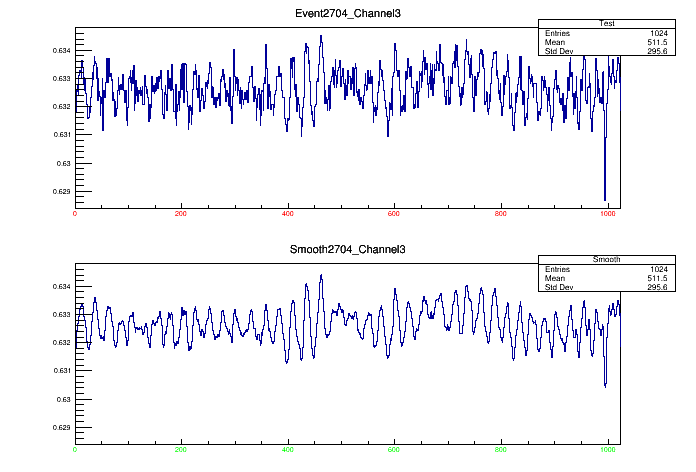 Event2704_Channel3
Test
Entries 1024
Mean 511.5
Std Dev 295.6
0.634
0.633
0.632
0.631
0.63
0.629
0 200 400 600 800 1000
Smooth2704_Channel3
Smooth
Entries 1024
Mean 511.5
Std Dev 295.6
0.634
0.633
0.632
0.631
0.63
0.629
0 200 400 600 800 1000